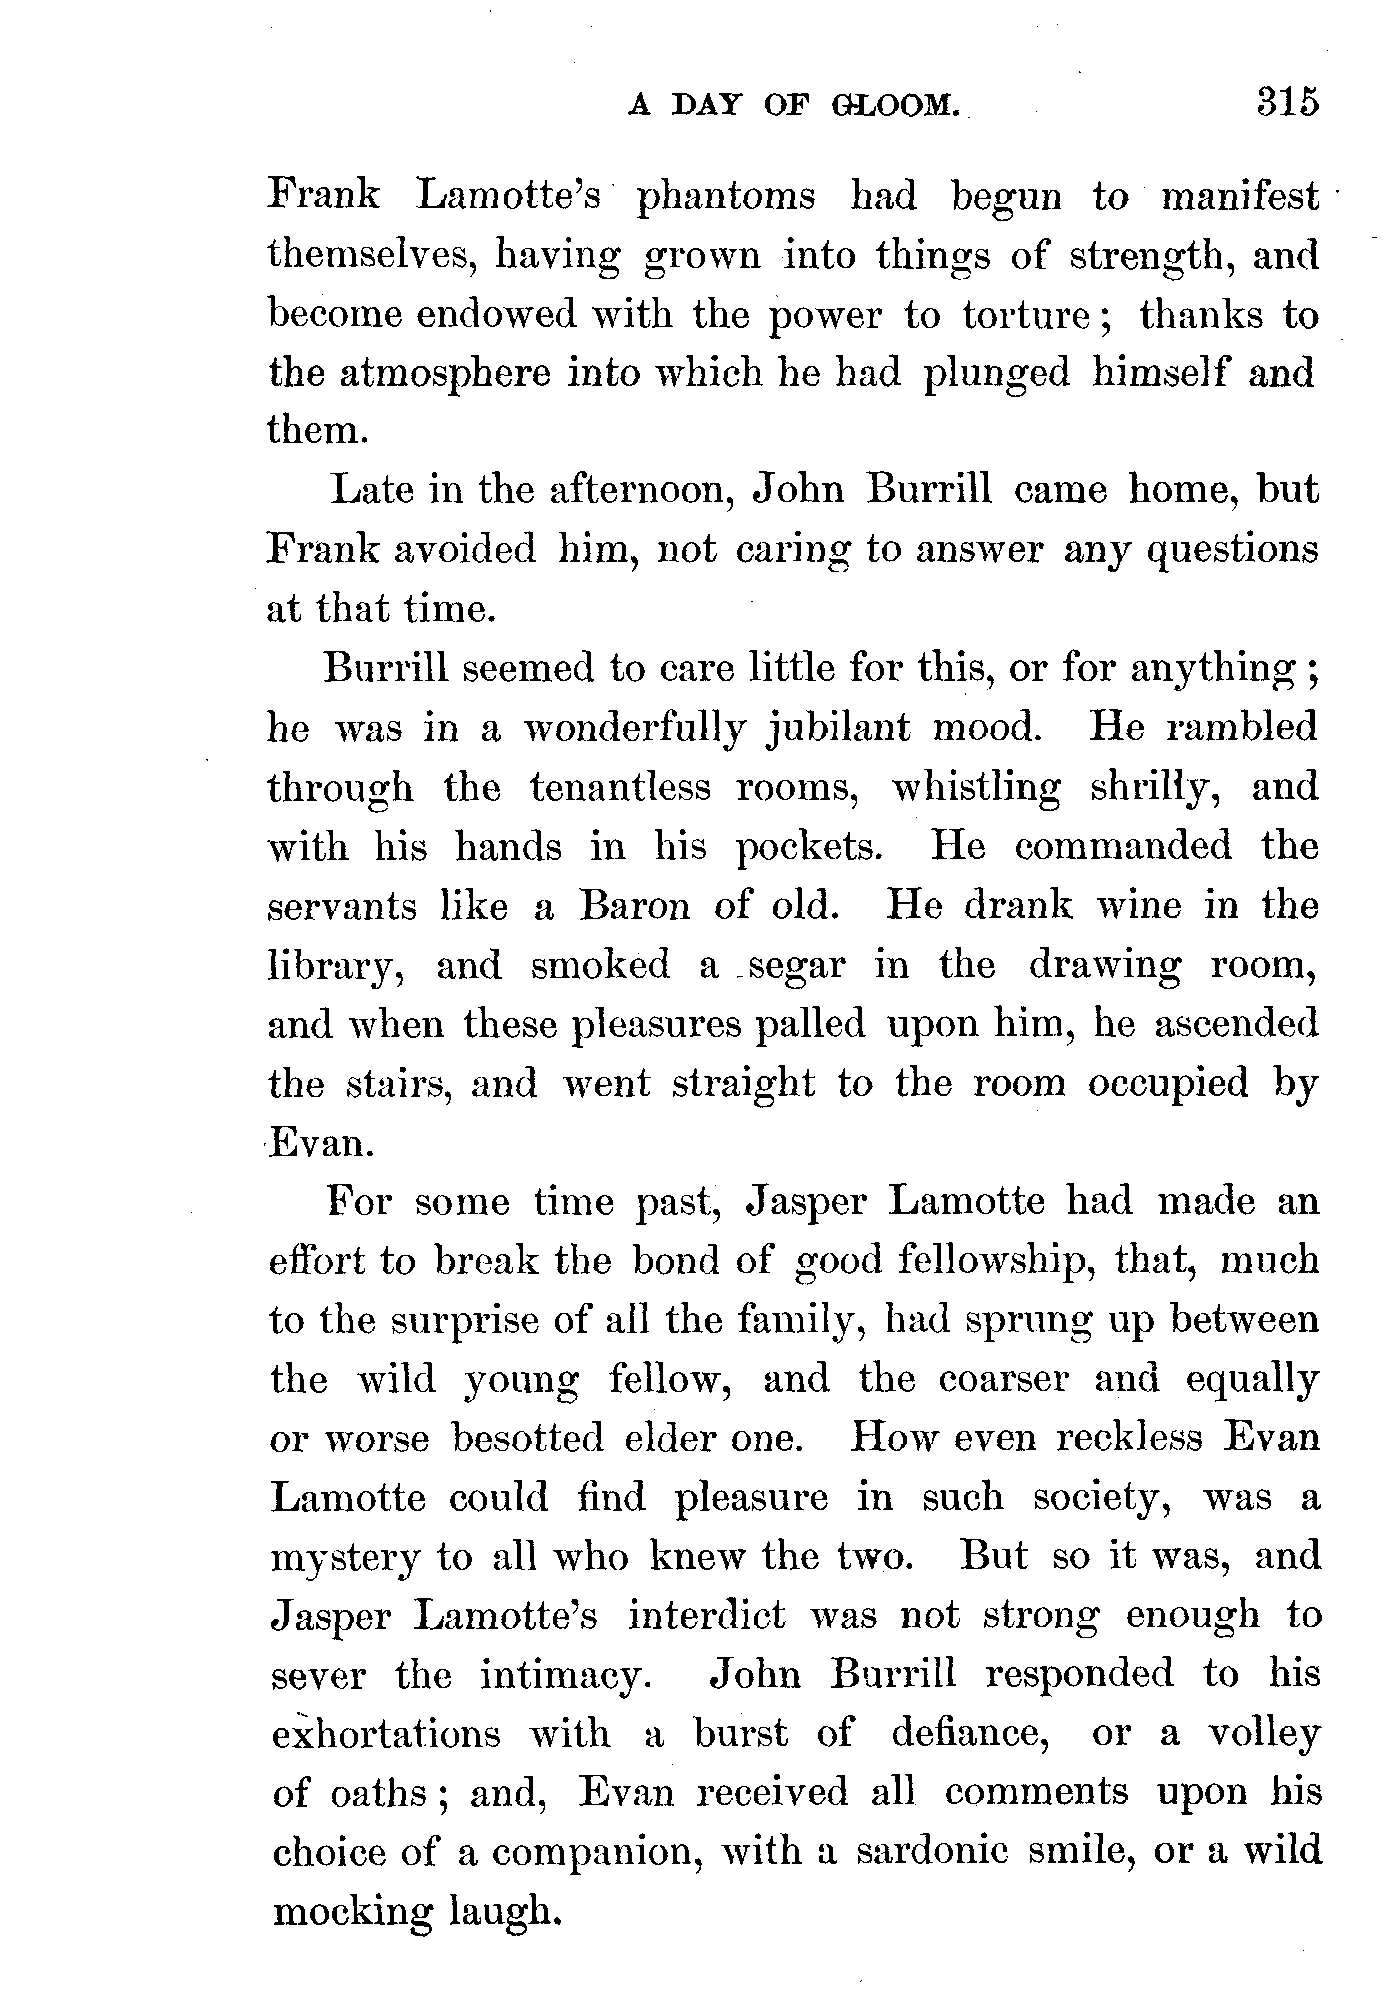 A DAY OF GLOOM. 315
Frank Lamotte's phantoms had begun to manifest
themselves, having grown into things of strength, and
become endowed with the power to torture; thanks to
the atmosphere into which he had plunged himself and
them.
Late in the afternoon, John Burrill came home, but
Frank avoided him, not caring to answer any questions
at that time.
Burrill seemed to care little for this, or for anything;
he was in a wonderfully jubilant mood. He rambled
through the tenantless rooms, whistling shrilly, and
with his hands in his pockets. He commanded the
servants like a Baron of old. He drank wine in the
library, and smoked a segar in the drawing room,
and when these pleasures palled upon him, he ascended
the stairs, and went straight to the room occupied by
Evan.
For some time past, Jasper Lamotte had made an
effort to break the bond of good fellowship, that, much
to the surprise of all the family, had sprung up between
the wild young fellow, and the coarser and equally
or worse besotted elder one. How even reckless Evan
Lamotte could find pleasure in such society, was a
mystery to all who knew the two. But so it was, and
Jasper Lamotte's interdict was not strong enough to
sever the intimacy. John Burrill responded to his
exhortations with a burst of defiance, or a volley
of oaths; and, Evan received all comments upon his
choice of a companion, with a sardonic smile, or a wild
mocking laugh.